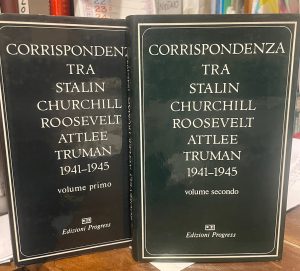 CORRISPONDENZA
TRA
STALIN
CHURCHILL
ROOSEVELT
ATTLEE
TRUMAN
1941-1945
volume primo
Edizioni Progress
CORRISPONDENZA
TRA
STALIN
CHURCHILL
ROOSEVELT
ATTLEE
TRUMAN
1941-1945
volume secondo
Edizioni Progress